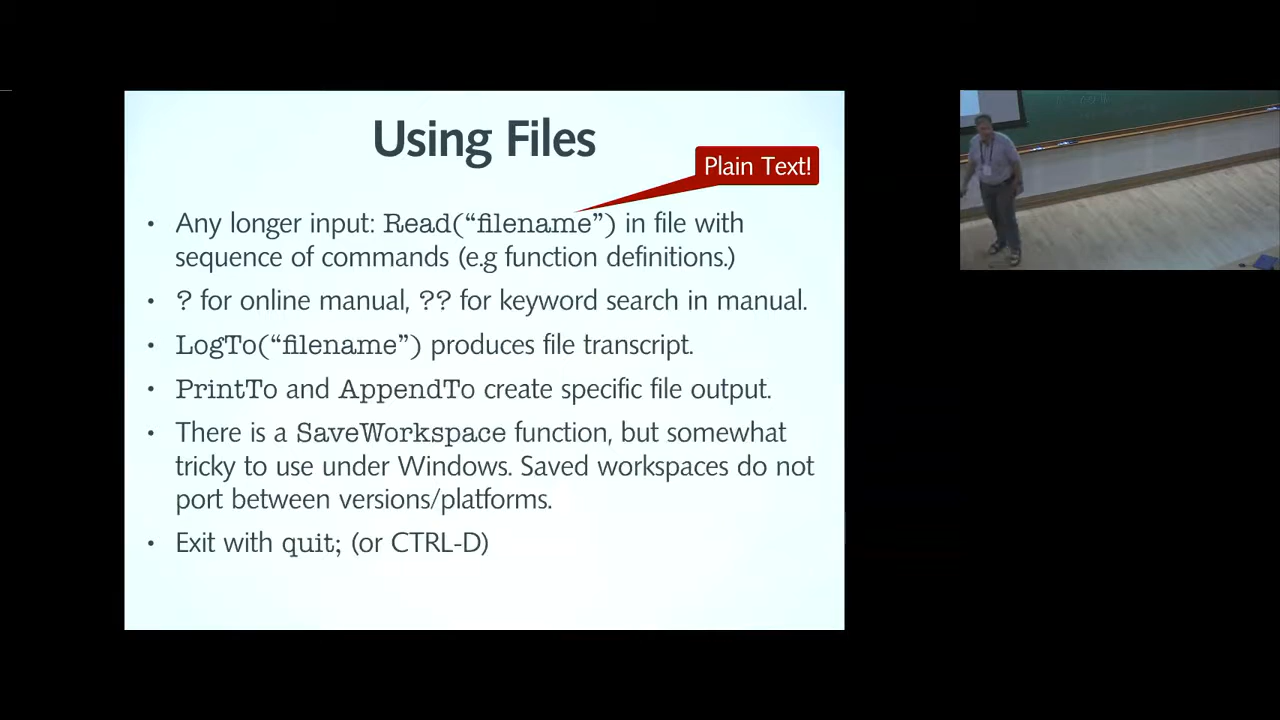 Using Files
Plain Text!
• Any longer input: Read(“filename”) in file with
sequence of commands (e.g function definitions.)
• ? for online manual, ?? for keyword search in manual.
• LogTo(“filename”) produces file transcript.
• PrintTo and AppendTo create specific file output.
• There is a SaveWorkspace function, but somewhat
tricky to use under Windows. Saved workspaces do not
port between versions/platforms.
• Exit with quit; (or CTRL-D)